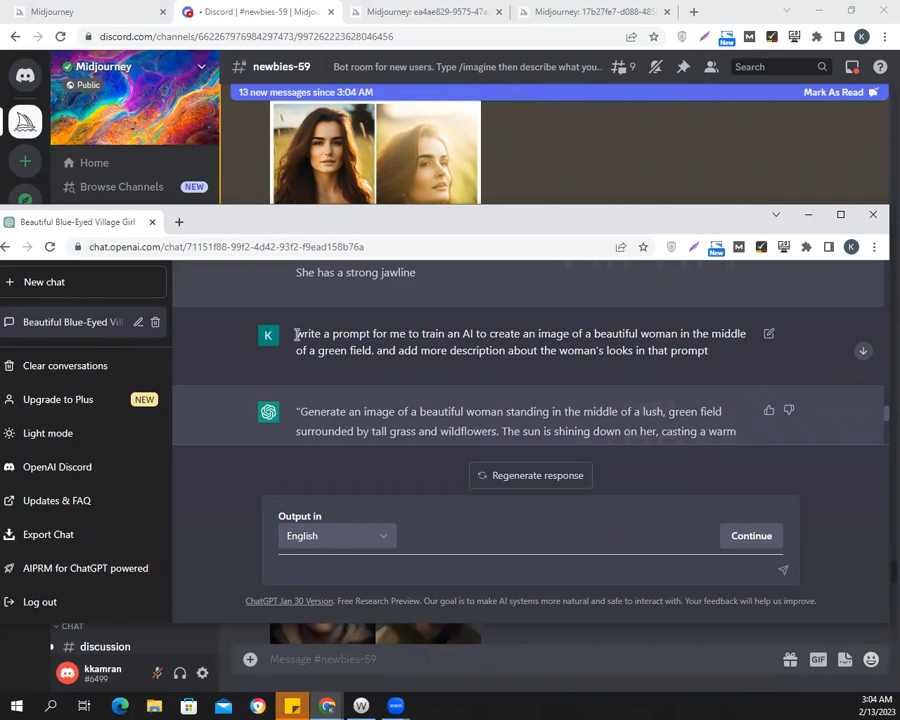 Midjourney
Discord | #newbies-59 | Midjou
Midjourney: ea4ae829-9575-47a
Midjourney: 17b27fe7-d088-485
discord.com/channels/662267976984297473/997262223628046456
New
K
Midjourney
Public
Home
Browse Channels
NEW
newbies-59
Bot room for new users. Type /imagine then describe what you...
9
Search
13 new messages since 3:04 AM
Mark As Read
Beautiful Blue-Eyed Village Girl
chat.openai.com/chat/71151f88-99f2-4d42-93f2-f9ead158b76a
New
K
New chat
Beautiful Blue-Eyed Vill
Clear conversations
Upgrade to Plus
NEW
Light mode
OpenAI Discord
Updates & FAQ
Export Chat
AIPRM for ChatGPT powered
Log out
She has a strong jawline
K
write a prompt for me to train an AI to create an image of a beautiful woman in the middle
of a green field. and add more description about the woman's looks in that prompt
"Generate an image of a beautiful woman standing in the middle of a lush, green field
surrounded by tall grass and wildflowers. The sun is shining down on her, casting a warm
Regenerate response
Output in
English
Continue
ChatGPT Jan 30 Version. Free Research Preview. Our goal is to make AI systems more natural and safe to interact with. Your feedback will help us improve.
CHAT
discussion
kkamran
#6499
Message #newbies-59
GIF
W
zoom
3:04 AM
2/13/2023